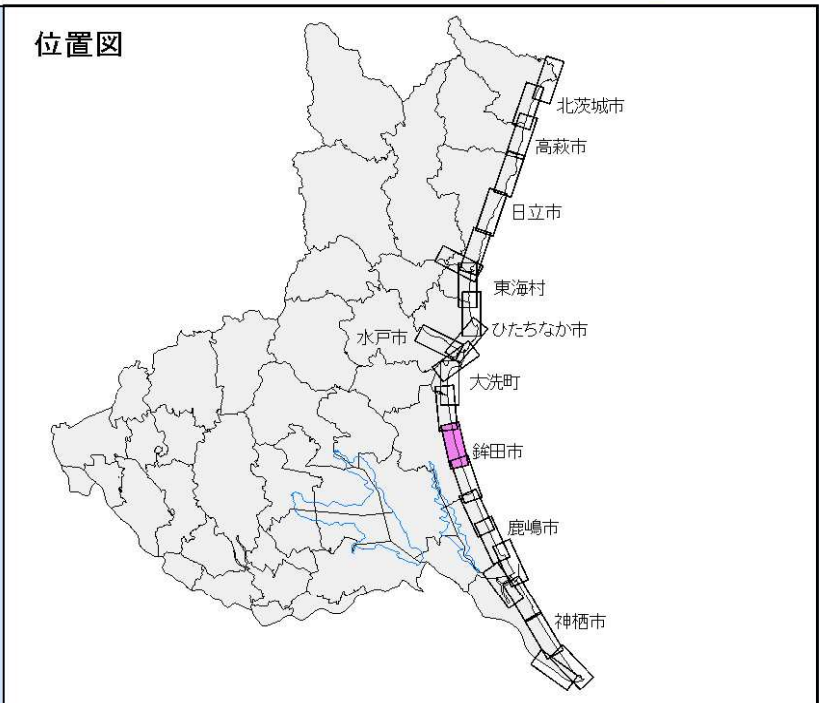 位置図
北茨城市
高萩市
日立市
東海村
ひたちなか市
水戸市
大洗町
鉾田市
鹿嶋市
神栖市